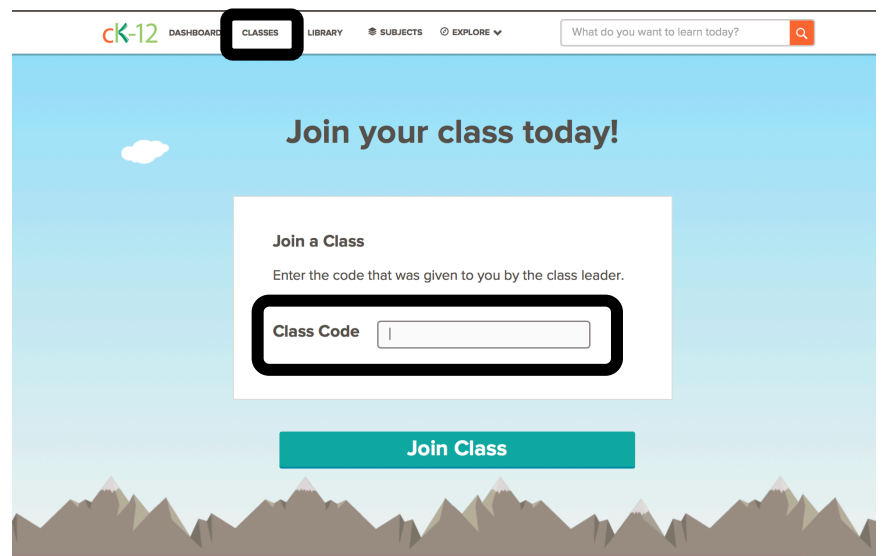 cK-12 DASHBOARD CLASSES LIBRARY SUBJECTS EXPLORE What do you want to learn today?
Join your class today!
Join a Class
Enter the code that was given to you by the class leader.
Class Code
Join Class